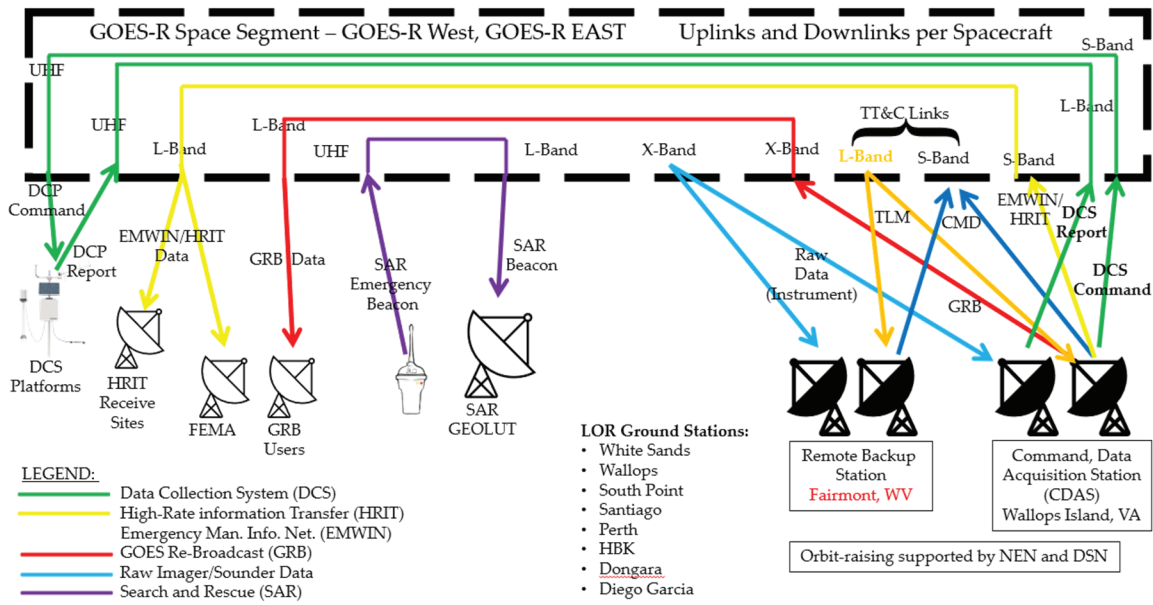 GOES-R Space Segment – GOES-R West, GOES-R EAST
Uplinks and Downlinks per Spacecraft
S-Band
UHF
L-Band
UHF
L-Band
L-Band
UHF
L-Band
X-Band
X-Band
TT&C Links
L-Band
S-Band
S-Band
DCP
Command
DCP
Report
EMWIN/HRIT
Data
GRB Data
SAR
Emergency
Beacon
SAR
Beacon
Raw
Data
(Instrument)
TLM
CMD
EMWIN/
HRIT
DCS
Report
DCS
Command
GRB
DCS
Platforms
HRIT
Receive
Sites
FEMA
GRB
Users
SAR
GEOLUT
LOR Ground Stations:
• White Sands
• Wallops
• South Point
• Santiago
• Perth
• HBK
• Dongara
• Diego Garcia
Remote Backup
Station
Fairmont, WV
Command, Data
Acquisition Station
(CDAS)
Wallops Island, VA
Orbit-raising supported by NEN and DSN
LEGEND:
Data Collection System (DCS)
High-Rate information Transfer (HRIT)
Emergency Man. Info. Net. (EMWIN)
GOES Re-Broadcast (GRB)
Raw Imager/Sounder Data
Search and Rescue (SAR)